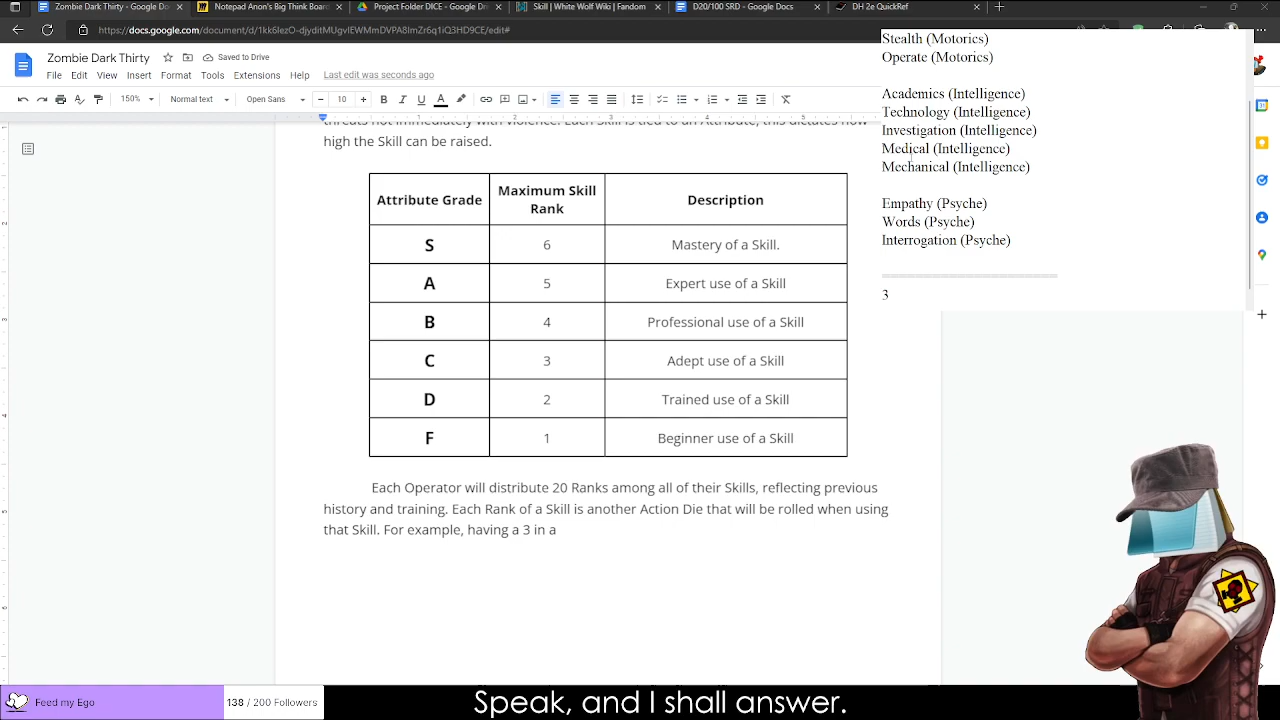 Zombie Dark Thirty - Google Do
Notepad Anon's Big Think Board
Project Folder DICE - Google Dri
Skill | White Wolf Wiki | Fandom
D20/100 SRD - Google Docs
DH 2e QuickRef
https://docs.google.com/document/d/1kk6lezO-djyditMUgvIEWMmDVPA8lmZr6q1iQ3HD9CE/edit#
Zombie Dark Thirty
Saved to Drive
File Edit View Insert Format Tools Extensions Help Last edit was seconds ago
150% Normal text Open Sans 10
high the Skill can be raised.
Attribute Grade Maximum Skill Rank Description
S 6 Mastery of a Skill.
A 5 Expert use of a Skill
B 4 Professional use of a Skill
C 3 Adept use of a Skill
D 2 Trained use of a Skill
F 1 Beginner use of a Skill
Each Operator will distribute 20 Ranks among all of their Skills, reflecting previous
history and training. Each Rank of a Skill is another Action Die that will be rolled when using
that Skill. For example, having a 3 in a
Stealth (Motorics)
Operate (Motorics)
Academics (Intelligence)
Technology (Intelligence)
Investigation (Intelligence)
Medical (Intelligence)
Mechanical (Intelligence)
Empathy (Psyche)
Words (Psyche)
Interrogation (Psyche)
3
Feed my Ego
138 / 200 Followers
Speak, and I shall answer.